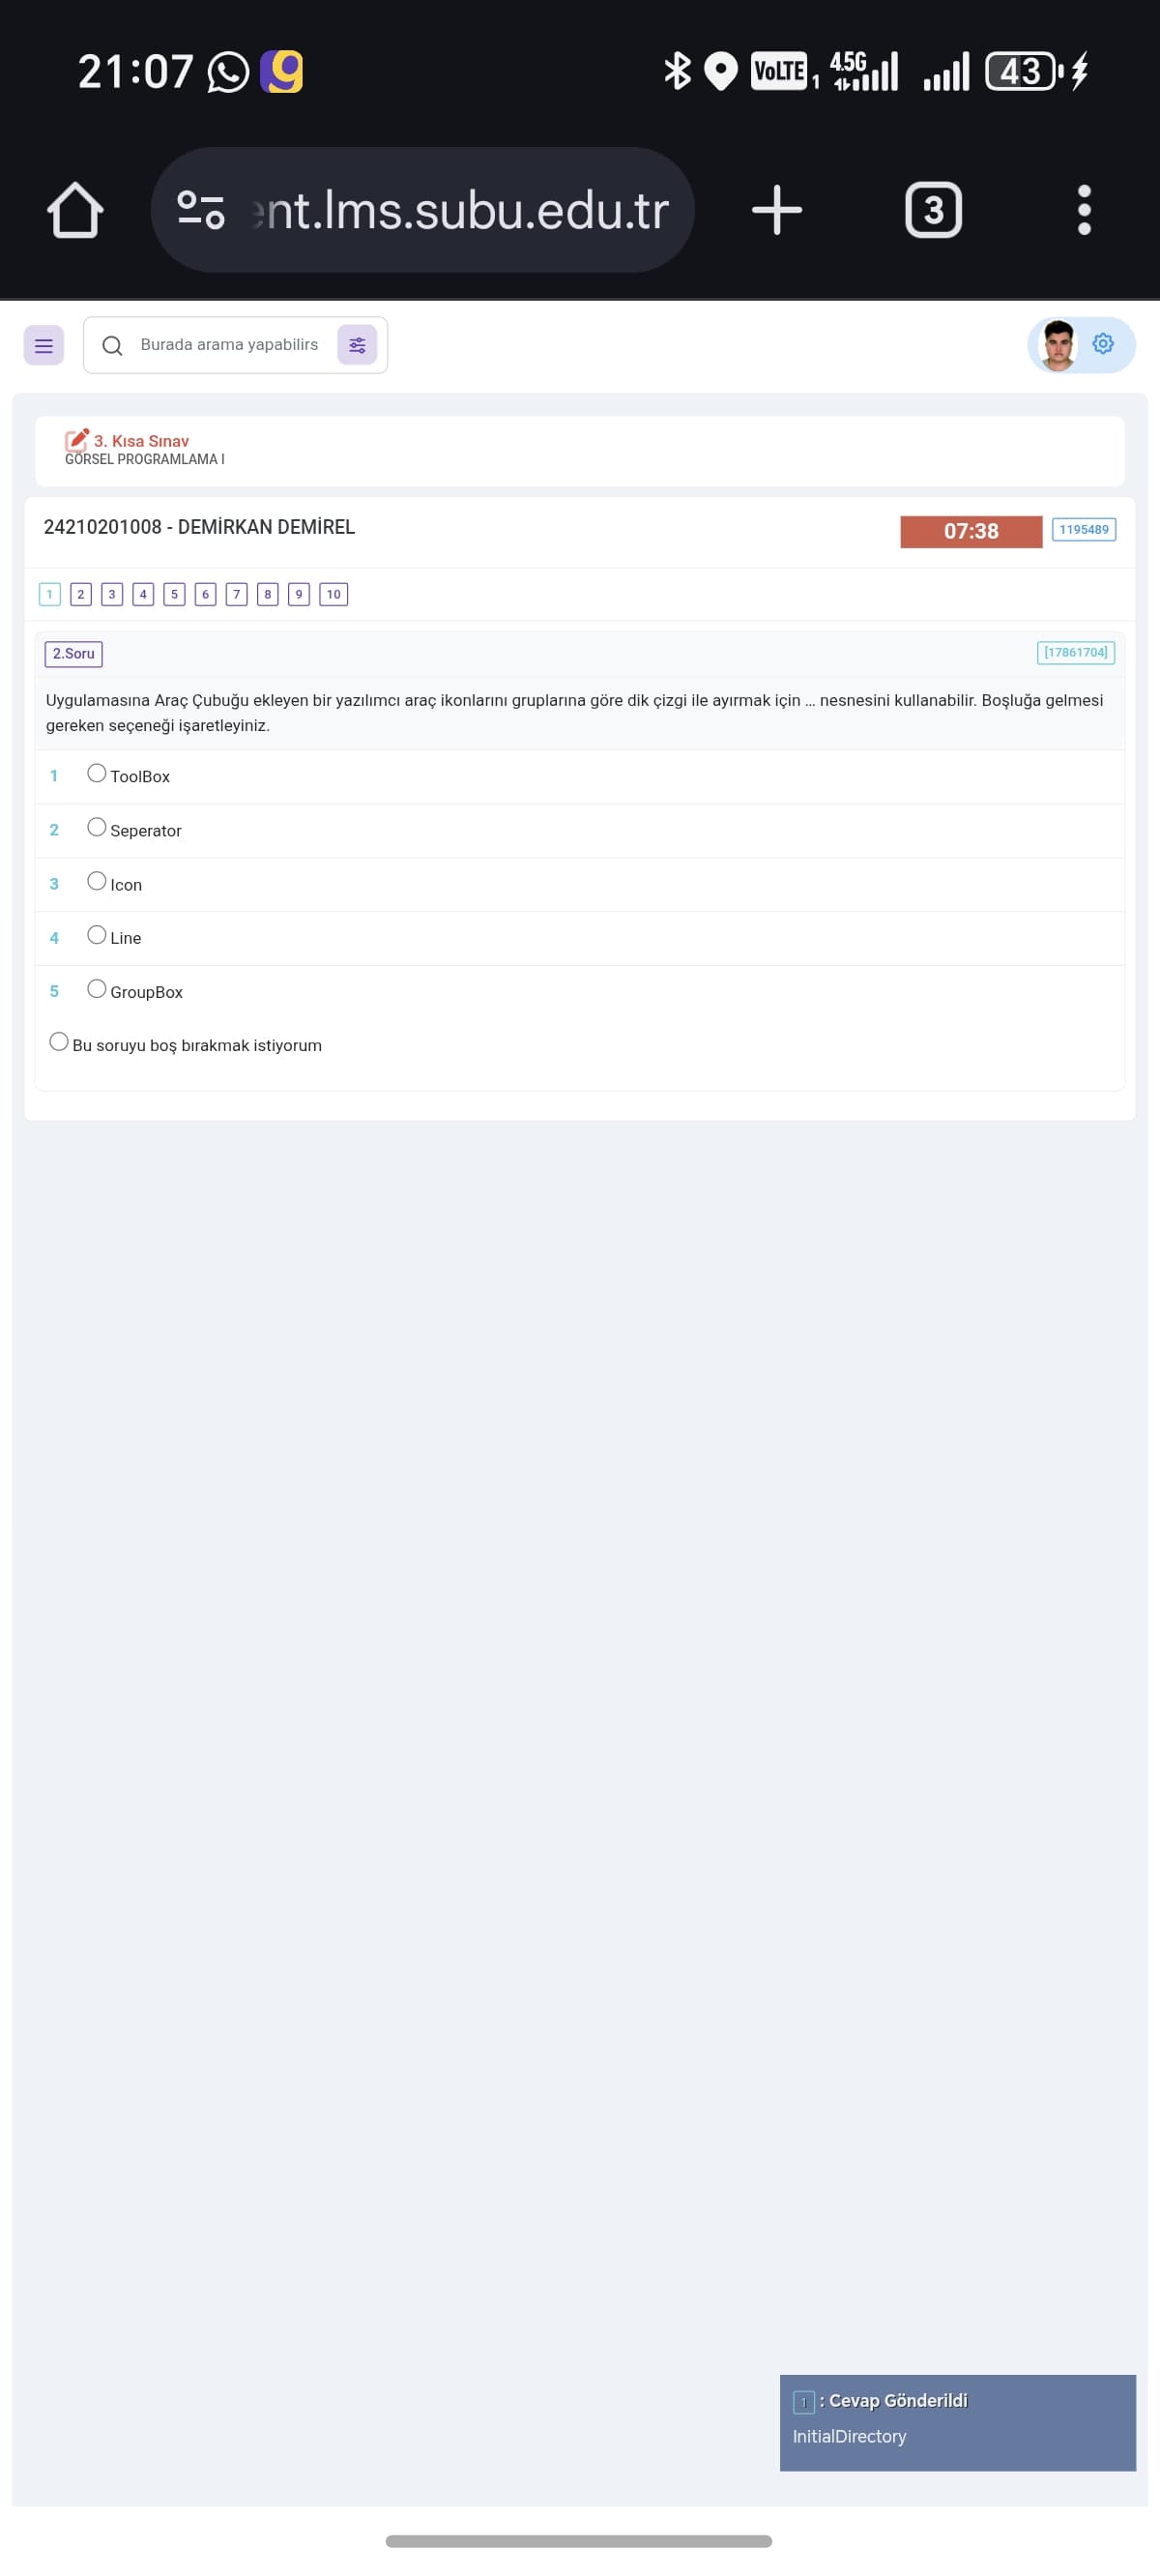 21:07 9 VoLTE 1 4.5G 43
ent.lms.subu.edu.tr 3
Burada arama yapabilirs
3. Kısa Sınav
GÖRSEL PROGRAMLAMA I
24210201008 - DEMİRKAN DEMİREL 07:38 1195489
1 2 3 4 5 6 7 8 9 10
2.Soru [17861704]
Uygulamasına Araç Çubuğu ekleyen bir yazılımcı araç ikonlarını gruplarına göre dik çizgi ile ayırmak için ... nesnesini kullanabilir. Boşluğa gelmesi
gereken seçeneği işaretleyiniz.
1 ToolBox
2 Seperator
3 Icon
4 Line
5 GroupBox
Bu soruyu boş bırakmak istiyorum
1 : Cevap Gönderildi
InitialDirectory